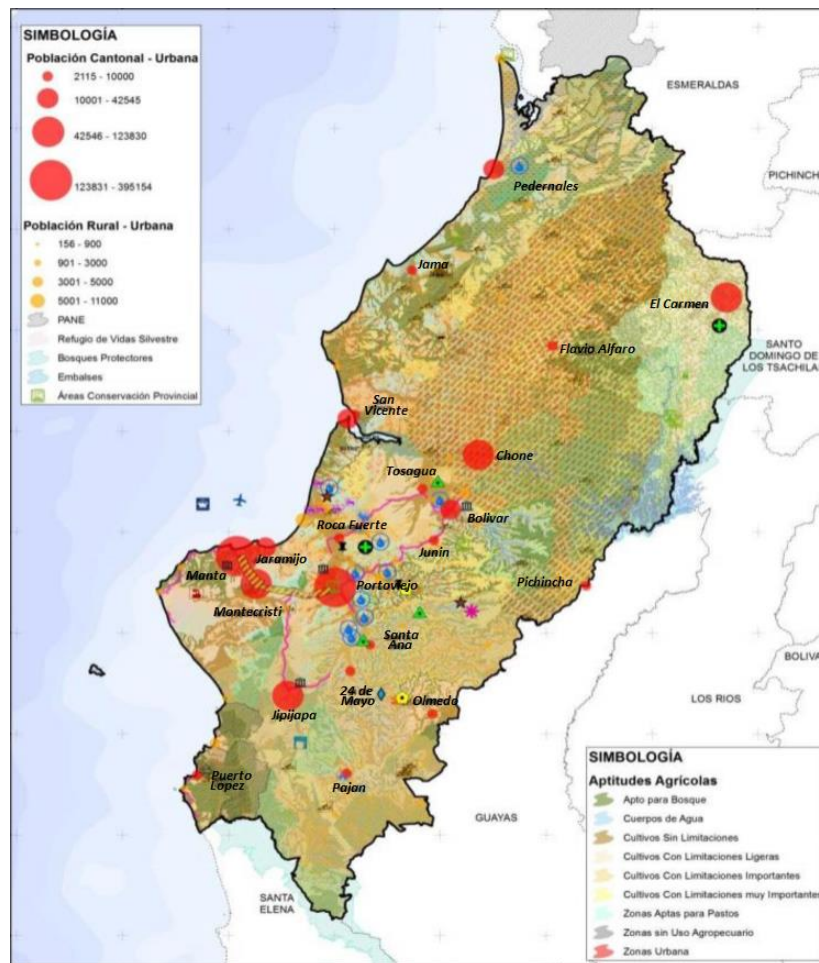 SIMBOLOGÍA
Población Cantonal - Urbana
2115 - 10000
10001 - 42545
42546 - 123830
123831 - 395154
Población Rural - Urbana
156 - 900
901 - 3000
3001 - 5000
5001 - 11000
PANE
Refugio de Vidas Silvestre
Bosques Protectores
Embalses
Áreas Conservación Provincial
ESMERALDAS
PICHINCH
Pedernales
Jama
El Carmen
Flavio Alfaro
SANTO
DOMINGO DE
LOS TSACHILA
San
Vicente
Chone
Tosagua
Bolivar
Roca Fuerte
Junin
Jaramijo
Manta
Portoviejo
Montecristi
Pichincha
Santa
Ana
BOLIVA
24 de
Mayo
Olmedo
LOS RIOS
Jipijapa
Puerto
Lopez
Pajan
GUAYAS
SANTA
ELENA
SIMBOLOGÍA
Aptitudes Agrícolas
Apto para Bosque
Cuerpos de Agua
Cultivos Sin Limitaciones
Cultivos Con Limitaciones Ligeras
Cultivos Con Limitaciones Importantes
Cultivos Con Limitaciones muy Importantes
Zonas Aptas para Pastos
Zonas sin Uso Agropecuario
Zonas Urbana